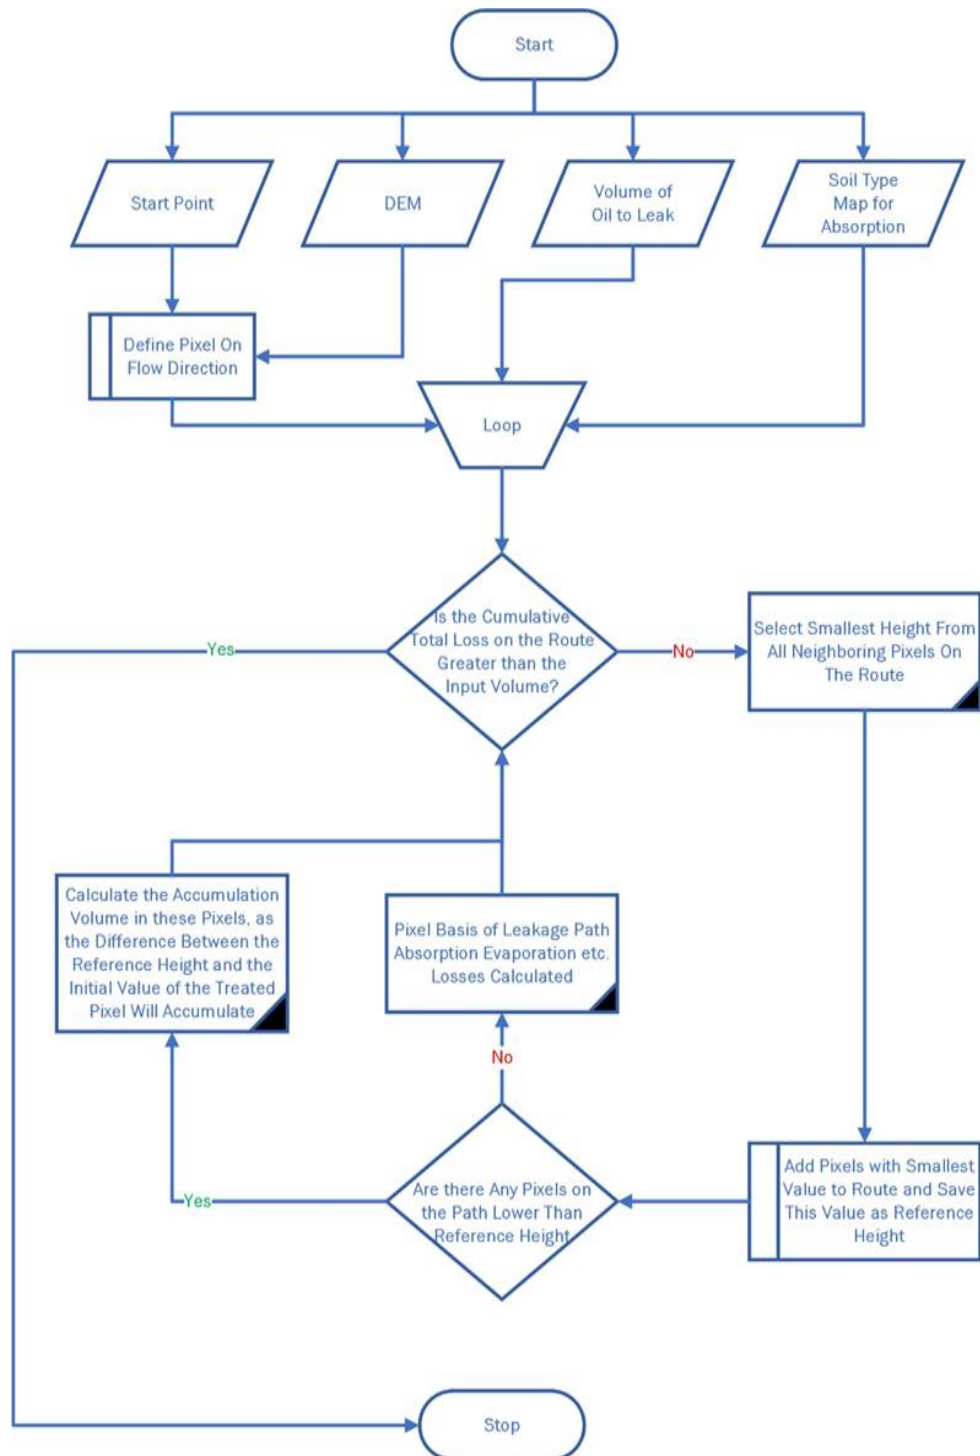 Start
Start Point
DEM
Volume of
Oil to Leak
Soil Type
Map for
Absorption
Define Pixel On
Flow Direction
Loop
Is the Cumulative
Total Loss on the Route
Greater than the
Input Volume?
Yes
No
Select Smallest Height From
All Neighboring Pixels On
The Route
Calculate the Accumulation
Volume in these Pixels, as
the Difference Between the
Reference Height and the
Initial Value of the Treated
Pixel Will Accumulate
Pixel Basis of Leakage Path
Absorption Evaporation etc.
Losses Calculated
No
Are there Any Pixels on
the Path Lower Than
Reference Height
Yes
Add Pixels with Smallest
Value to Route and Save
This Value as Reference
Height
Stop